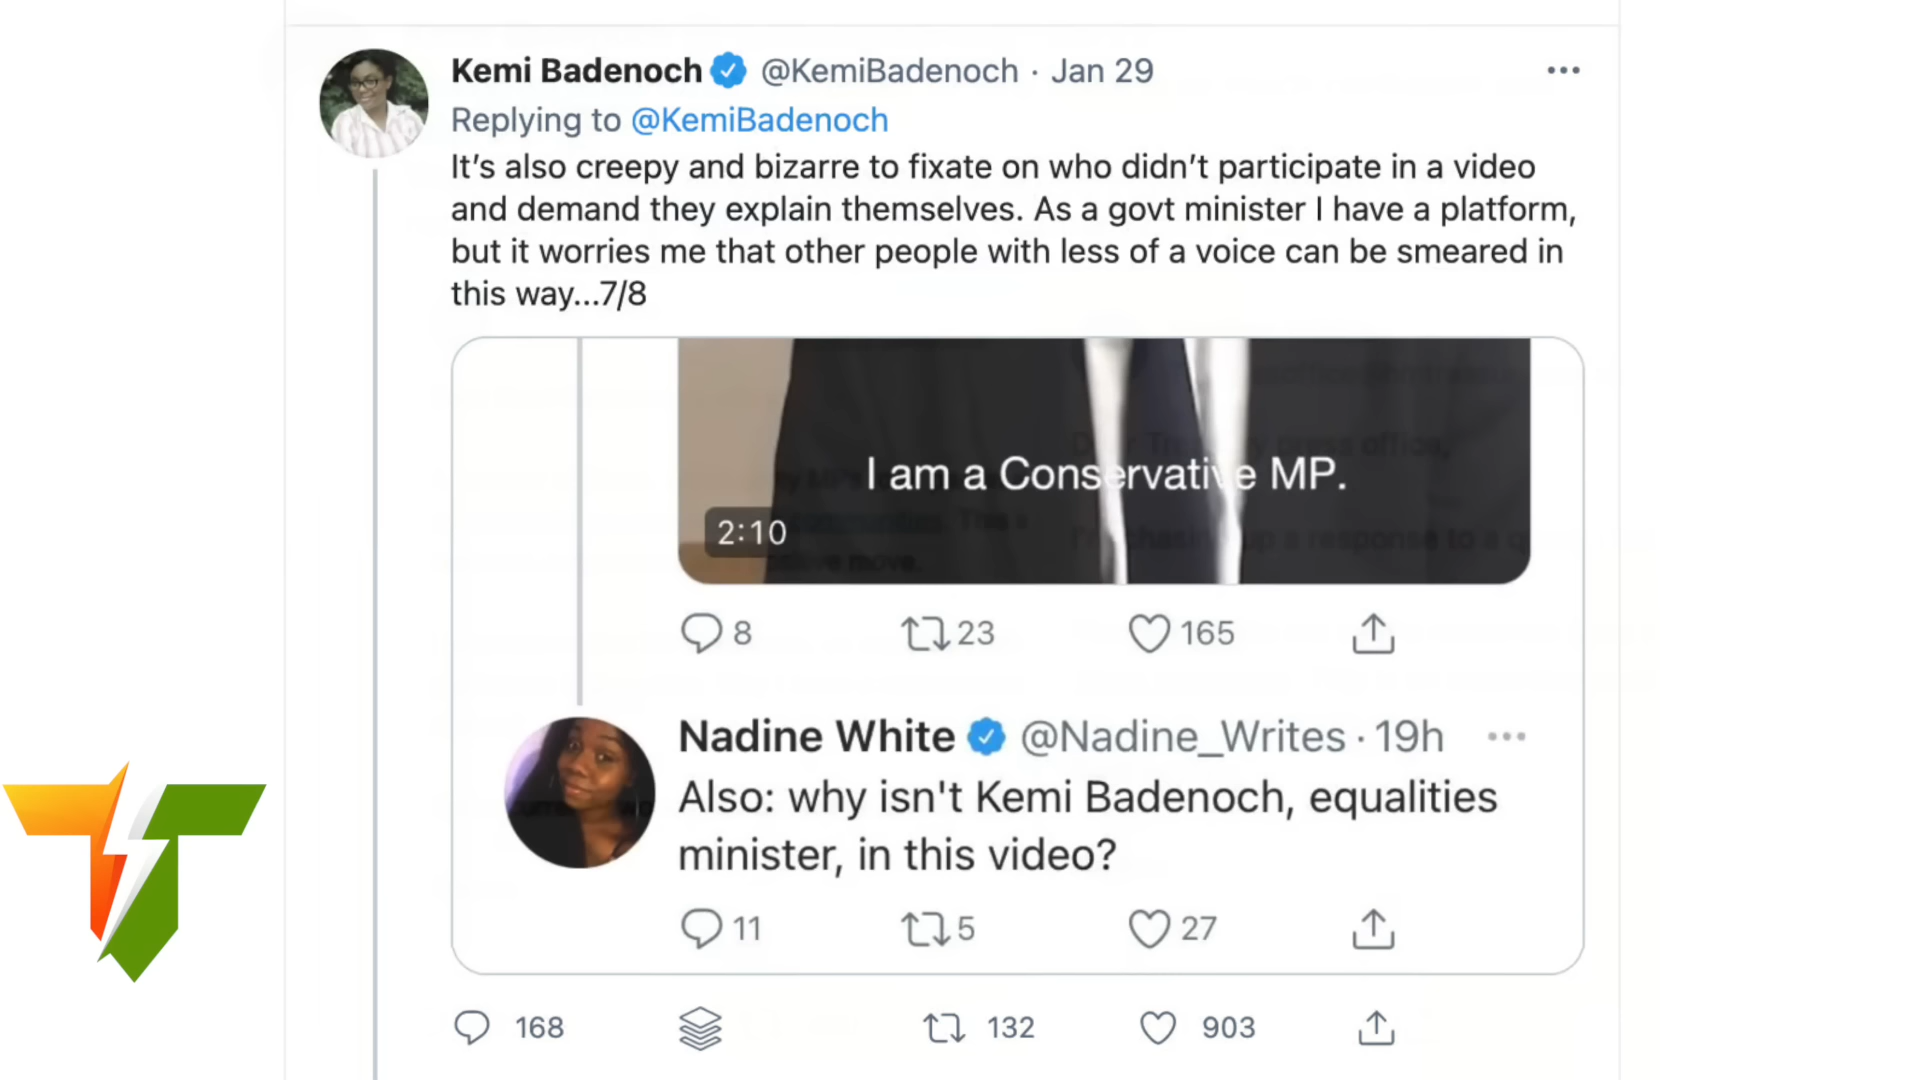 Kemi Badenoch @KemiBadenoch · Jan 29
Replying to @KemiBadenoch
It’s also creepy and bizarre to fixate on who didn’t participate in a video
and demand they explain themselves. As a govt minister I have a platform,
but it worries me that other people with less of a voice can be smeared in
this way...7/8
I am a Conservative MP.
2:10
8 23 165
Nadine White @Nadine_Writes · 19h
Also: why isn't Kemi Badenoch, equalities
minister, in this video?
11 5 27
168 132 903